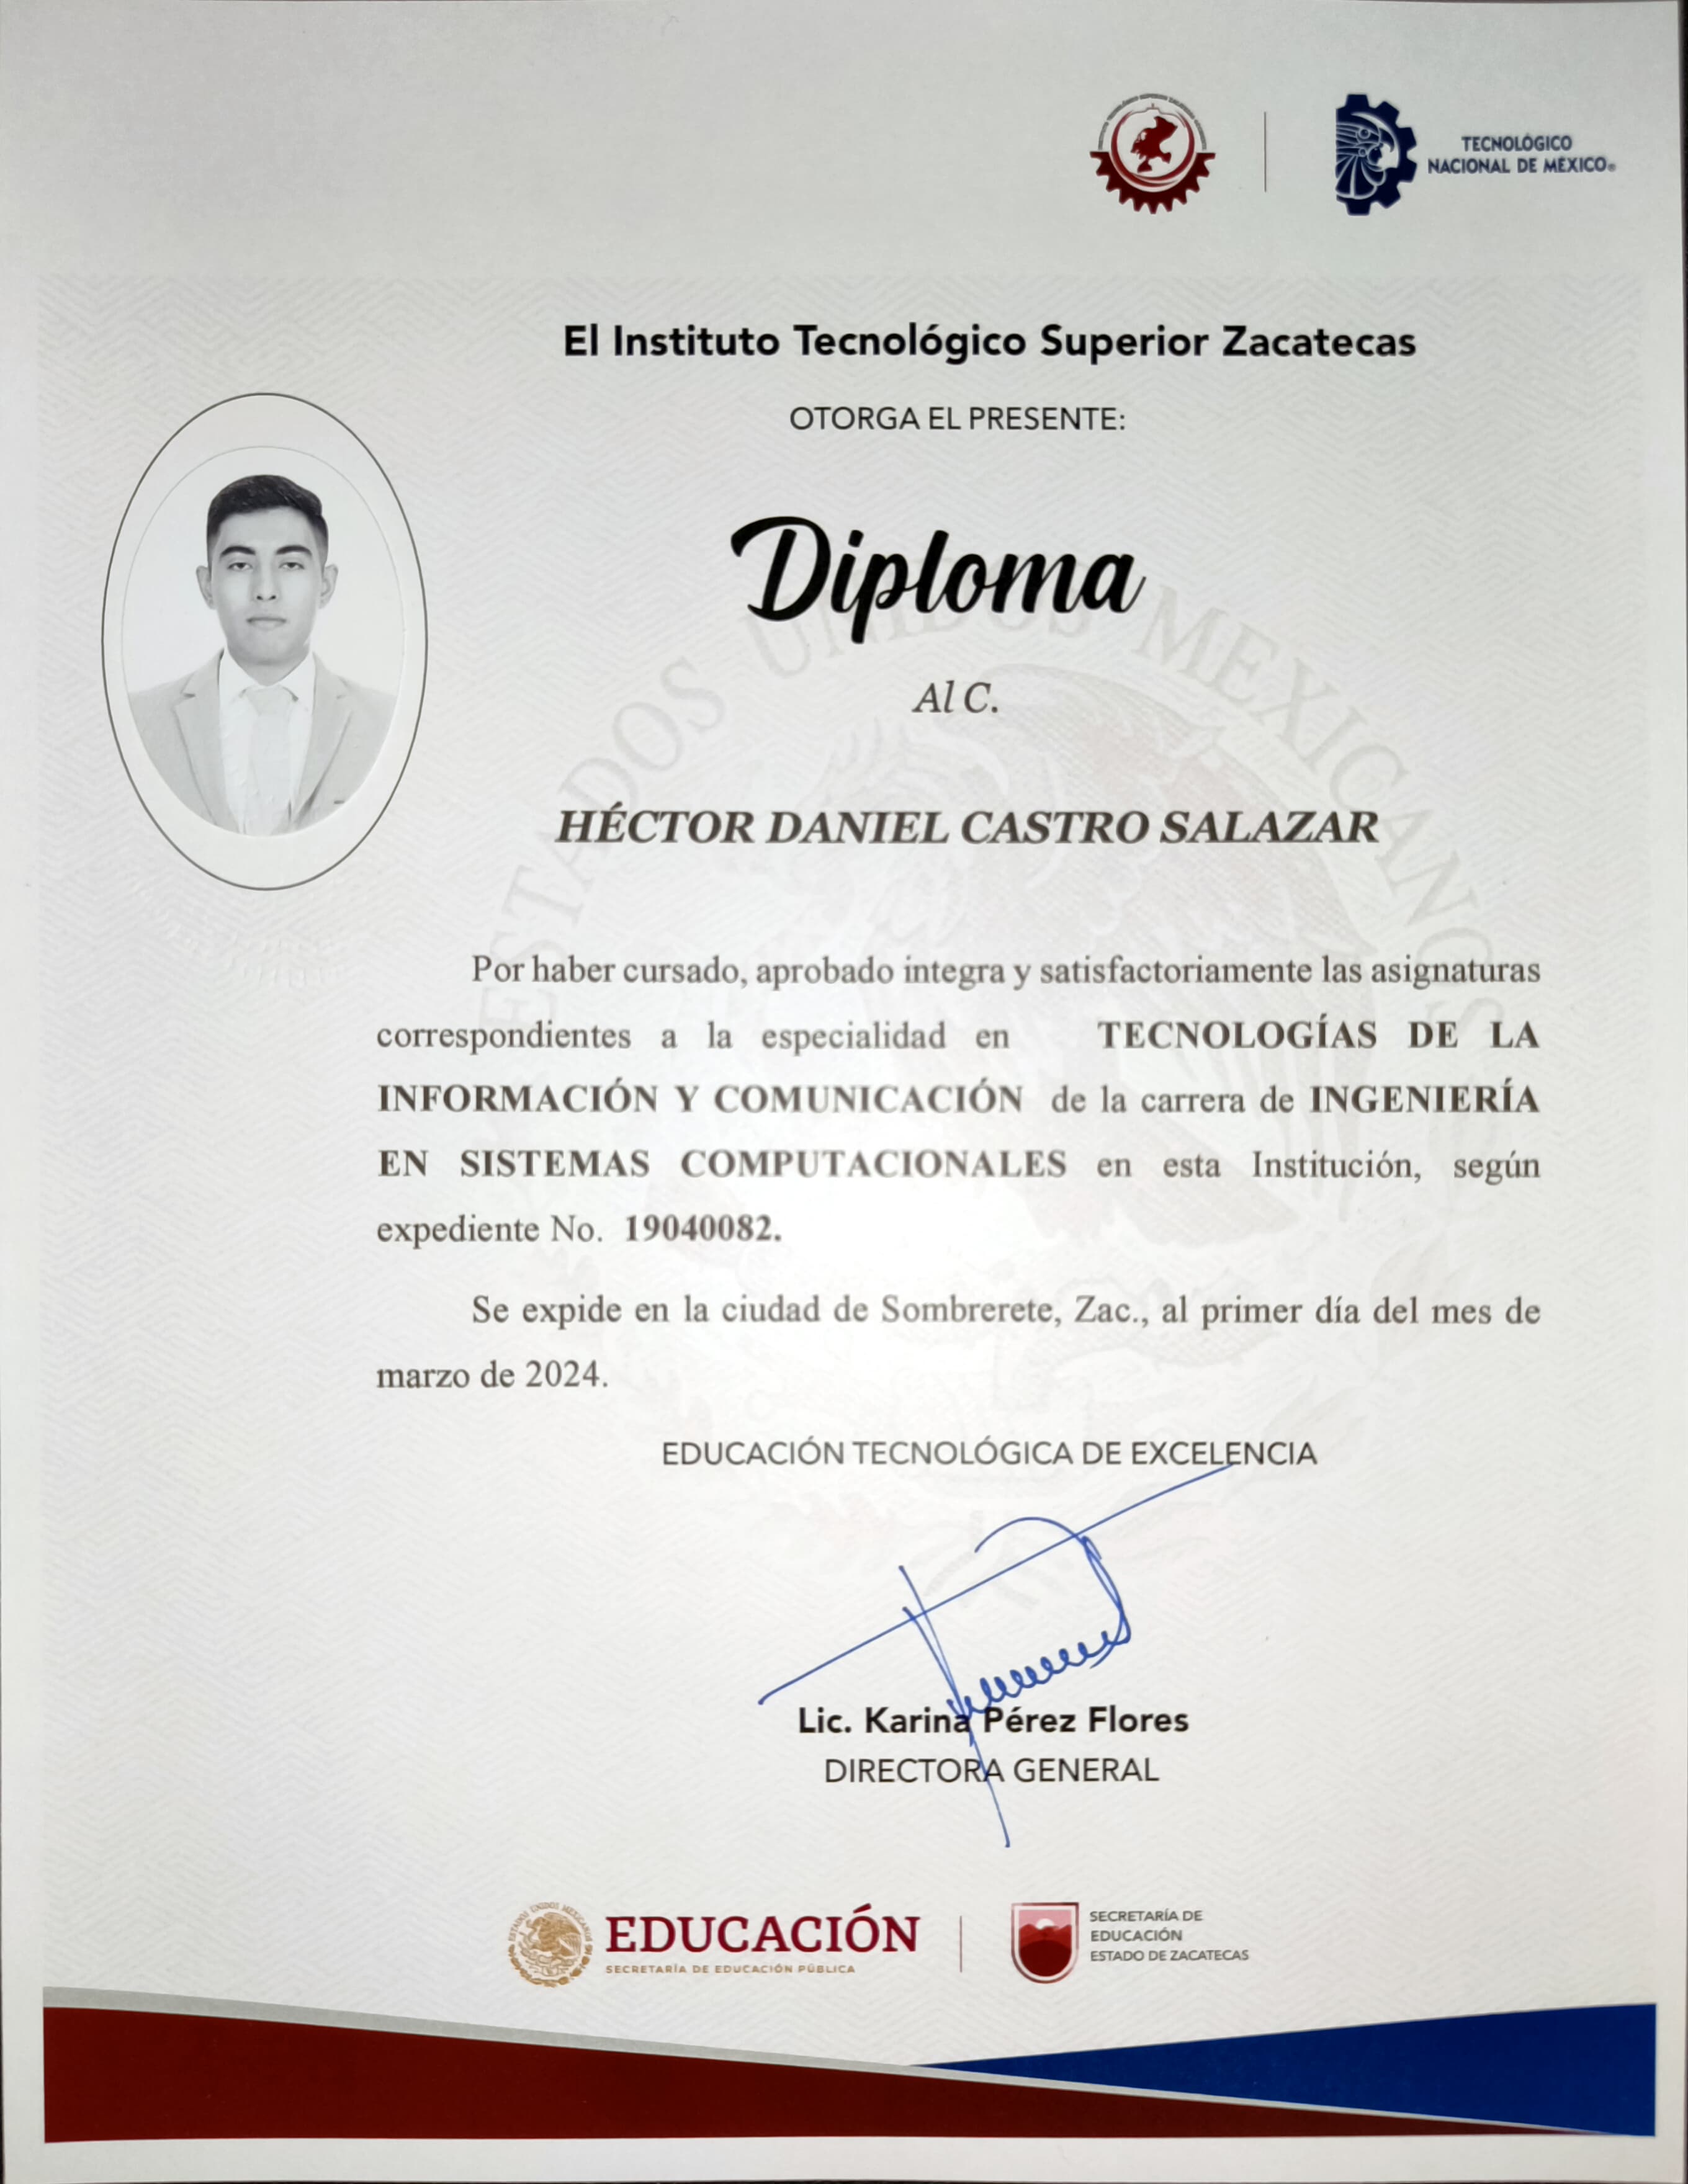 TECNOLÓGICO
NACIONAL DE MÉXICO®
El Instituto Tecnológico Superior Zacatecas
OTORGA EL PRESENTE:
Diploma
Al C.
HÉCTOR DANIEL CASTRO SALAZAR
Por haber cursado, aprobado integra y satisfactoriamente las asignaturas
correspondientes a la especialidad en TECNOLOGÍAS DE LA
INFORMACIÓN Y COMUNICACIÓN de la carrera de INGENIERÍA
EN SISTEMAS COMPUTACIONALES en esta Institución, según
expediente No. 19040082.
Se expide en la ciudad de Sombrerete, Zac., al primer día del mes de
marzo de 2024.
EDUCACIÓN TECNOLÓGICA DE EXCELENCIA
Lic. Karina Pérez Flores
DIRECTORA GENERAL
ESTADOS UNIDOS MEXICANOS
EDUCACIÓN
SECRETARÍA DE EDUCACIÓN PÚBLICA
SECRETARÍA DE
EDUCACIÓN
ESTADO DE ZACATECAS